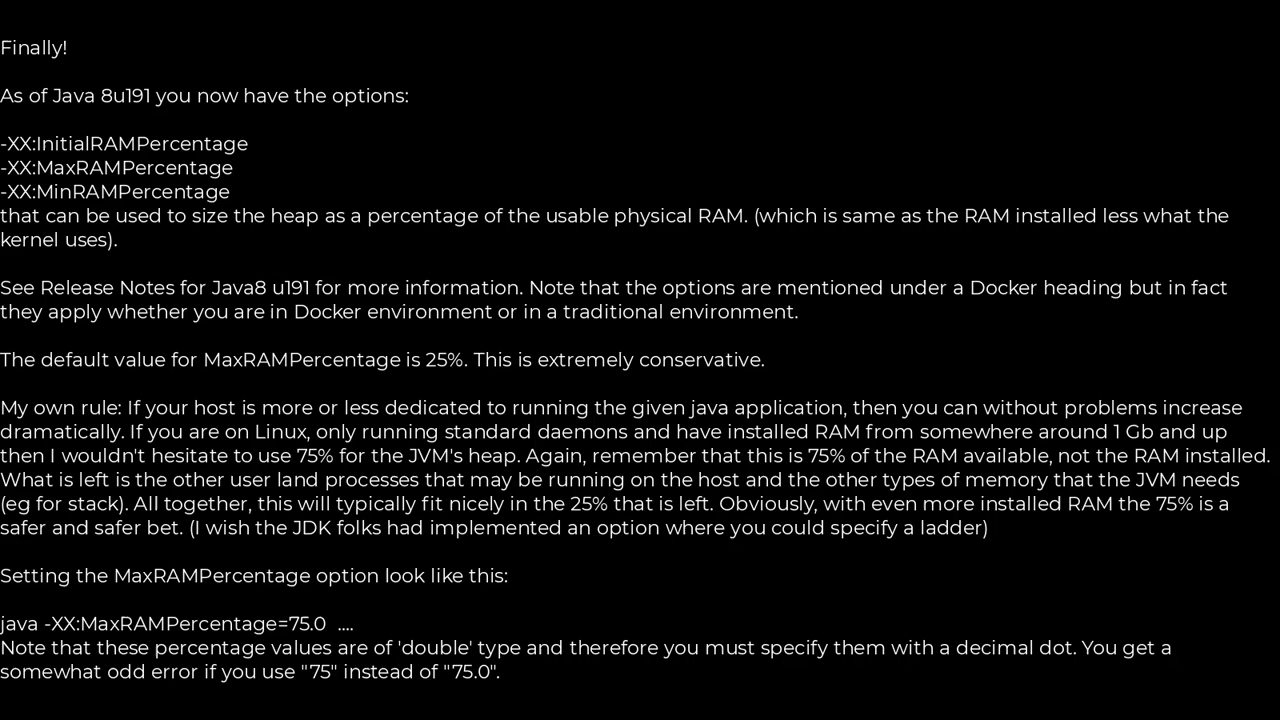 Finally!
As of Java 8u191 you now have the options:
-XX:InitialRAMPercentage
-XX:MaxRAMPercentage
-XX:MinRAMPercentage
that can be used to size the heap as a percentage of the usable physical RAM. (which is same as the RAM installed less what the
kernel uses).
See Release Notes for Java8 u191 for more information. Note that the options are mentioned under a Docker heading but in fact
they apply whether you are in Docker environment or in a traditional environment.
The default value for MaxRAMPercentage is 25%. This is extremely conservative.
My own rule: If your host is more or less dedicated to running the given java application, then you can without problems increase
dramatically. If you are on Linux, only running standard daemons and have installed RAM from somewhere around 1 Gb and up
then I wouldn't hesitate to use 75% for the JVM's heap. Again, remember that this is 75% of the RAM available, not the RAM installed.
What is left is the other user land processes that may be running on the host and the other types of memory that the JVM needs
(eg for stack). All together, this will typically fit nicely in the 25% that is left. Obviously, with even more installed RAM the 75% is a
safer and safer bet. (I wish the JDK folks had implemented an option where you could specify a ladder)
Setting the MaxRAMPercentage option look like this:
java -XX:MaxRAMPercentage=75.0  ....
Note that these percentage values are of 'double' type and therefore you must specify them with a decimal dot. You get a
somewhat odd error if you use "75" instead of "75.0".